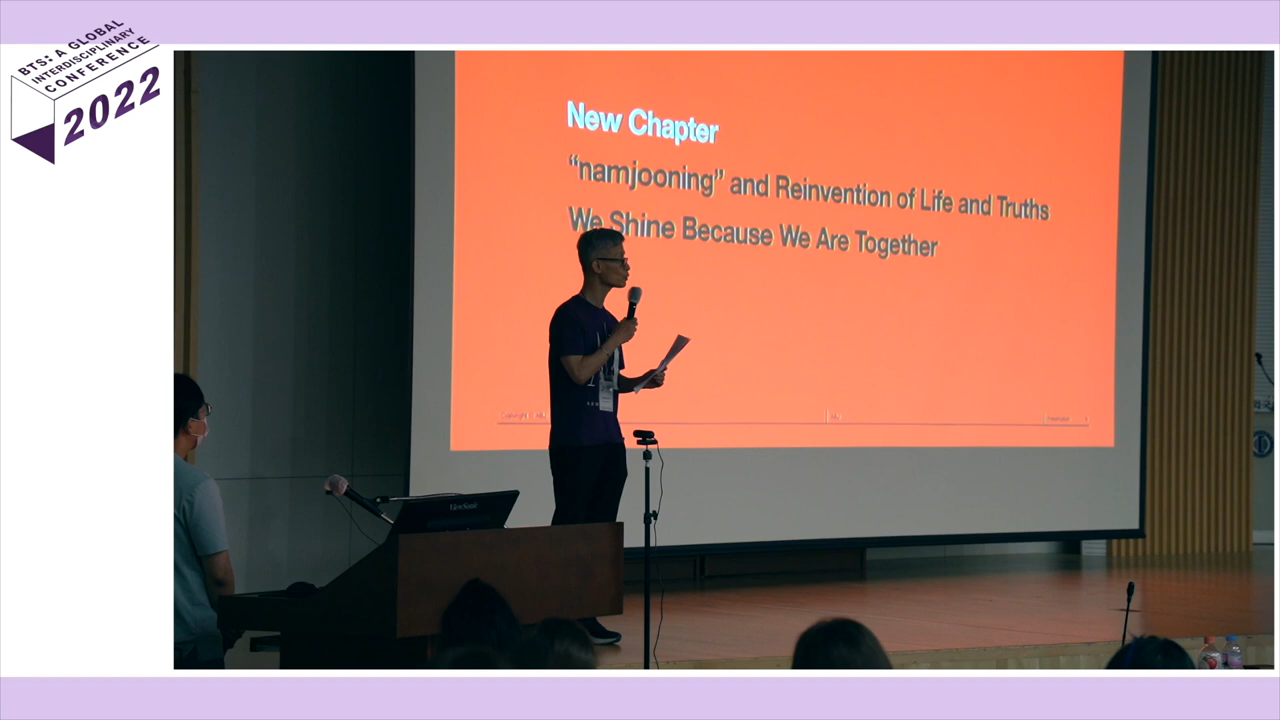 BTS: A GLOBAL
INTERDISCIPLINARY
CONFERENCE
2022
New Chapter
“namjooning” and Reinvention of Life and Truths
We Shine Because We Are Together
ViewSonic